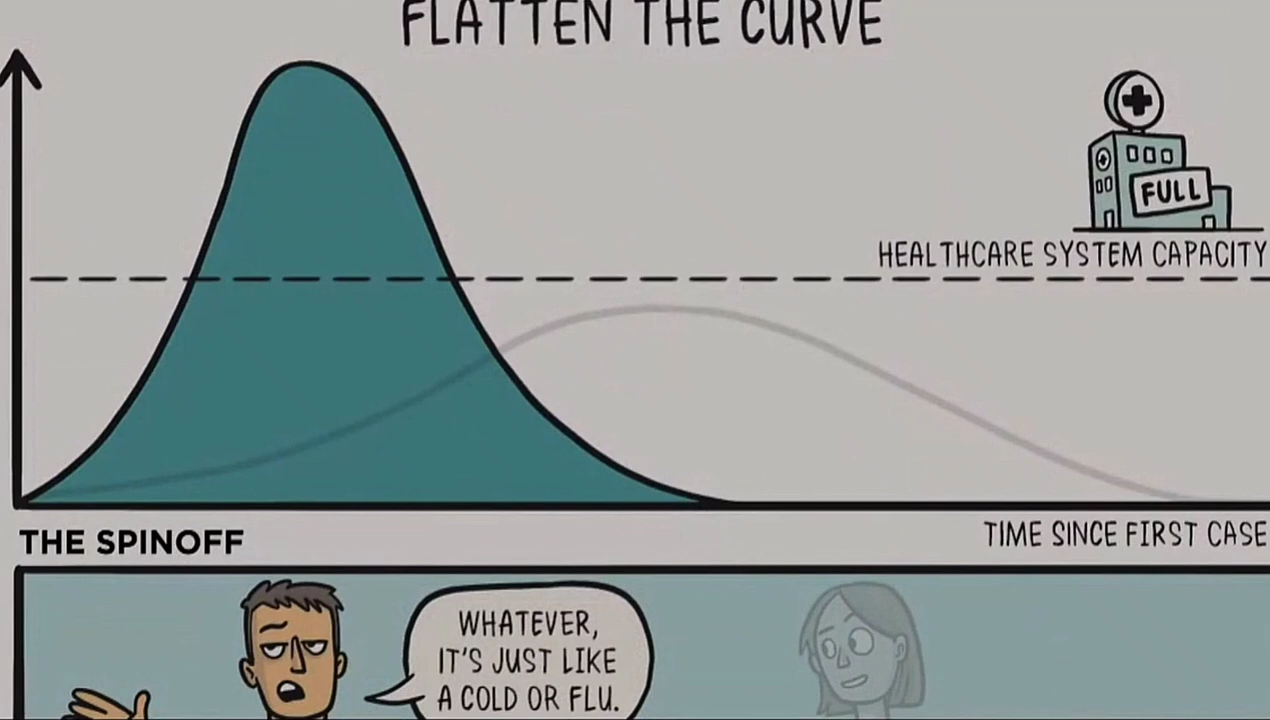 FLATTEN THE CURVE
FULL
HEALTHCARE SYSTEM CAPACITY
THE SPINOFF
TIME SINCE FIRST CASE
WHATEVER,
IT'S JUST LIKE
A COLD OR FLU.